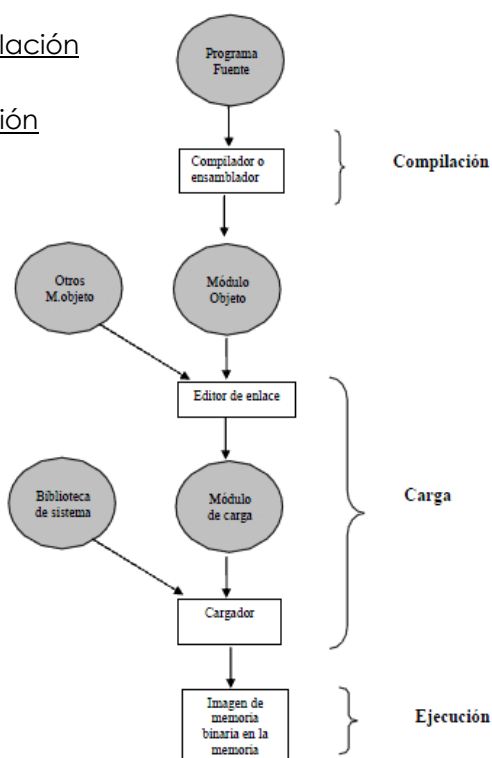 lación
ión
Programa
Fuente
Compilador o
ensamblador
Compilación
Otros
M.objeto
Módulo
Objeto
Editor de enlace
Biblioteca
de sistema
Módulo
de carga
Carga
Cargador
Imagen de
memoria
binaria en la
memoria
Ejecución